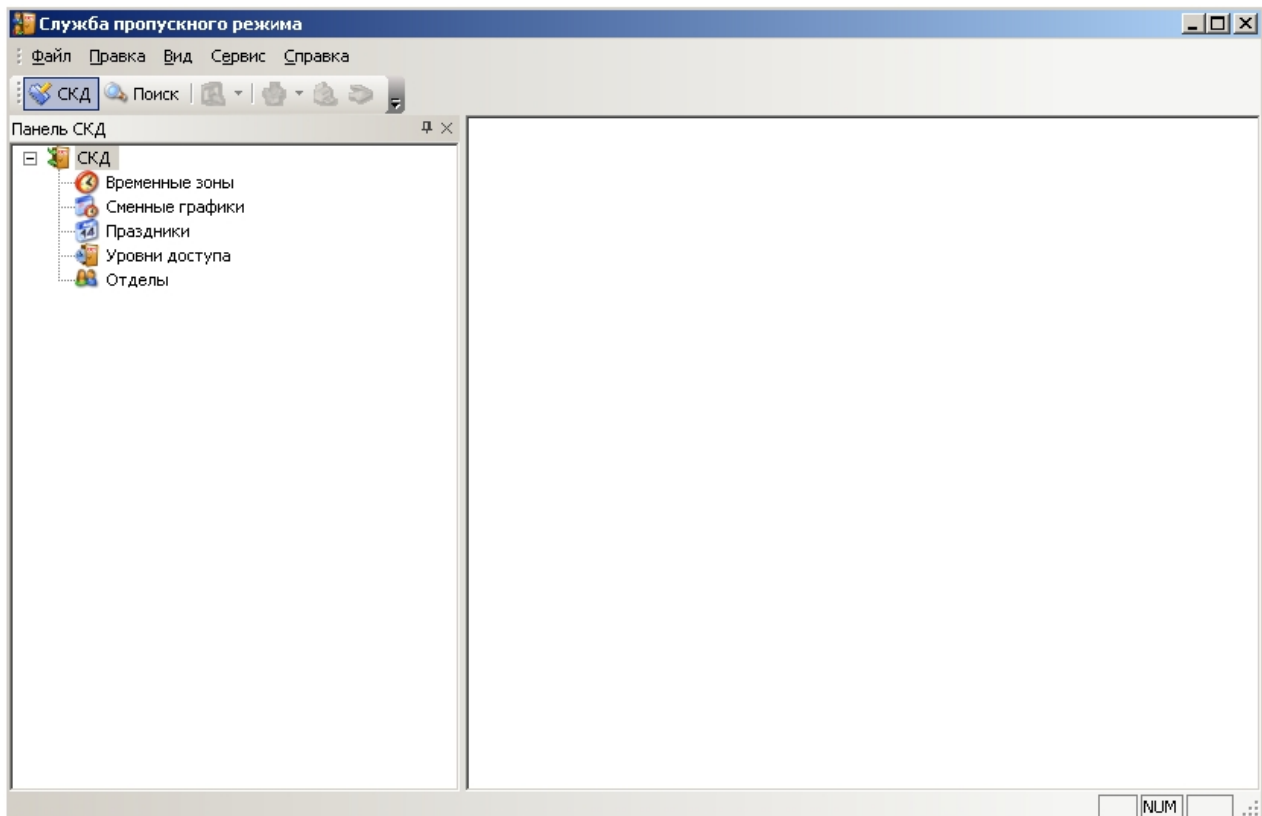 Служба пропускного режима
Файл Правка Вид Сервис Справка
СКД Поиск
Панель СКД
СКД
Временные зоны
Сменные графики
Праздники
Уровни доступа
Отделы
NUM